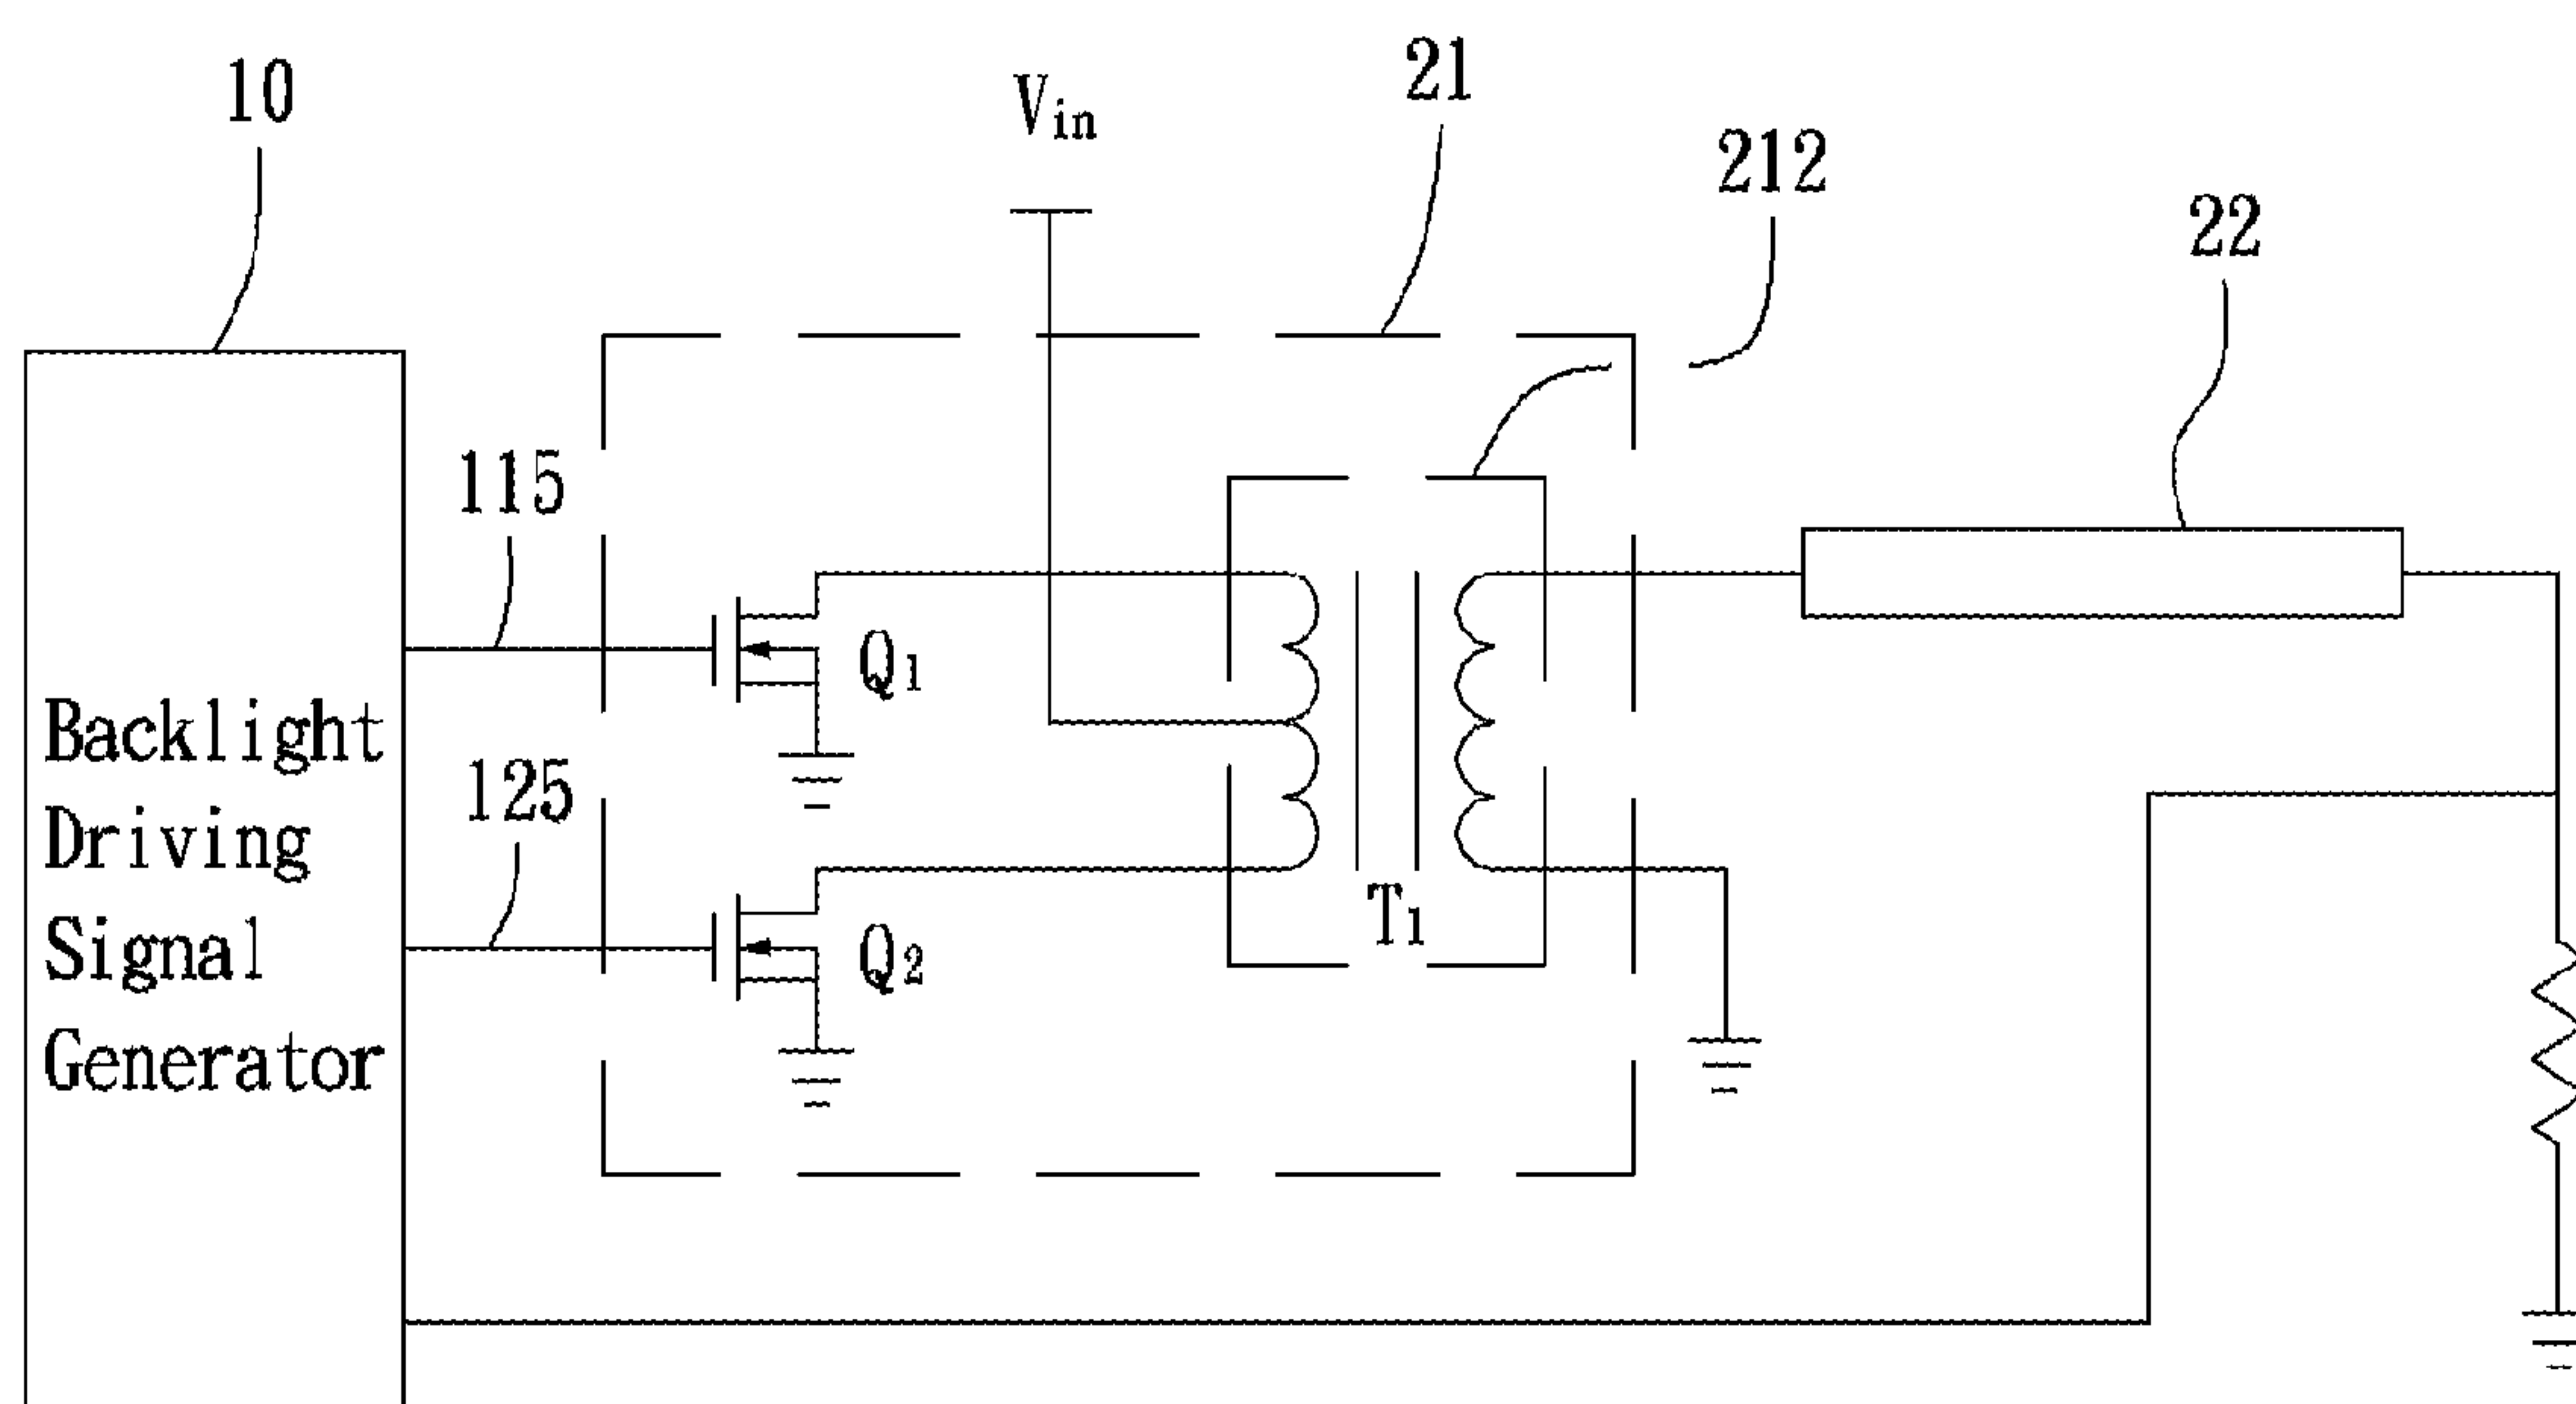 10
Vin
21
212
22
115
Q1
Backlight
Driving
Signal
Generator
125
Q2
T1